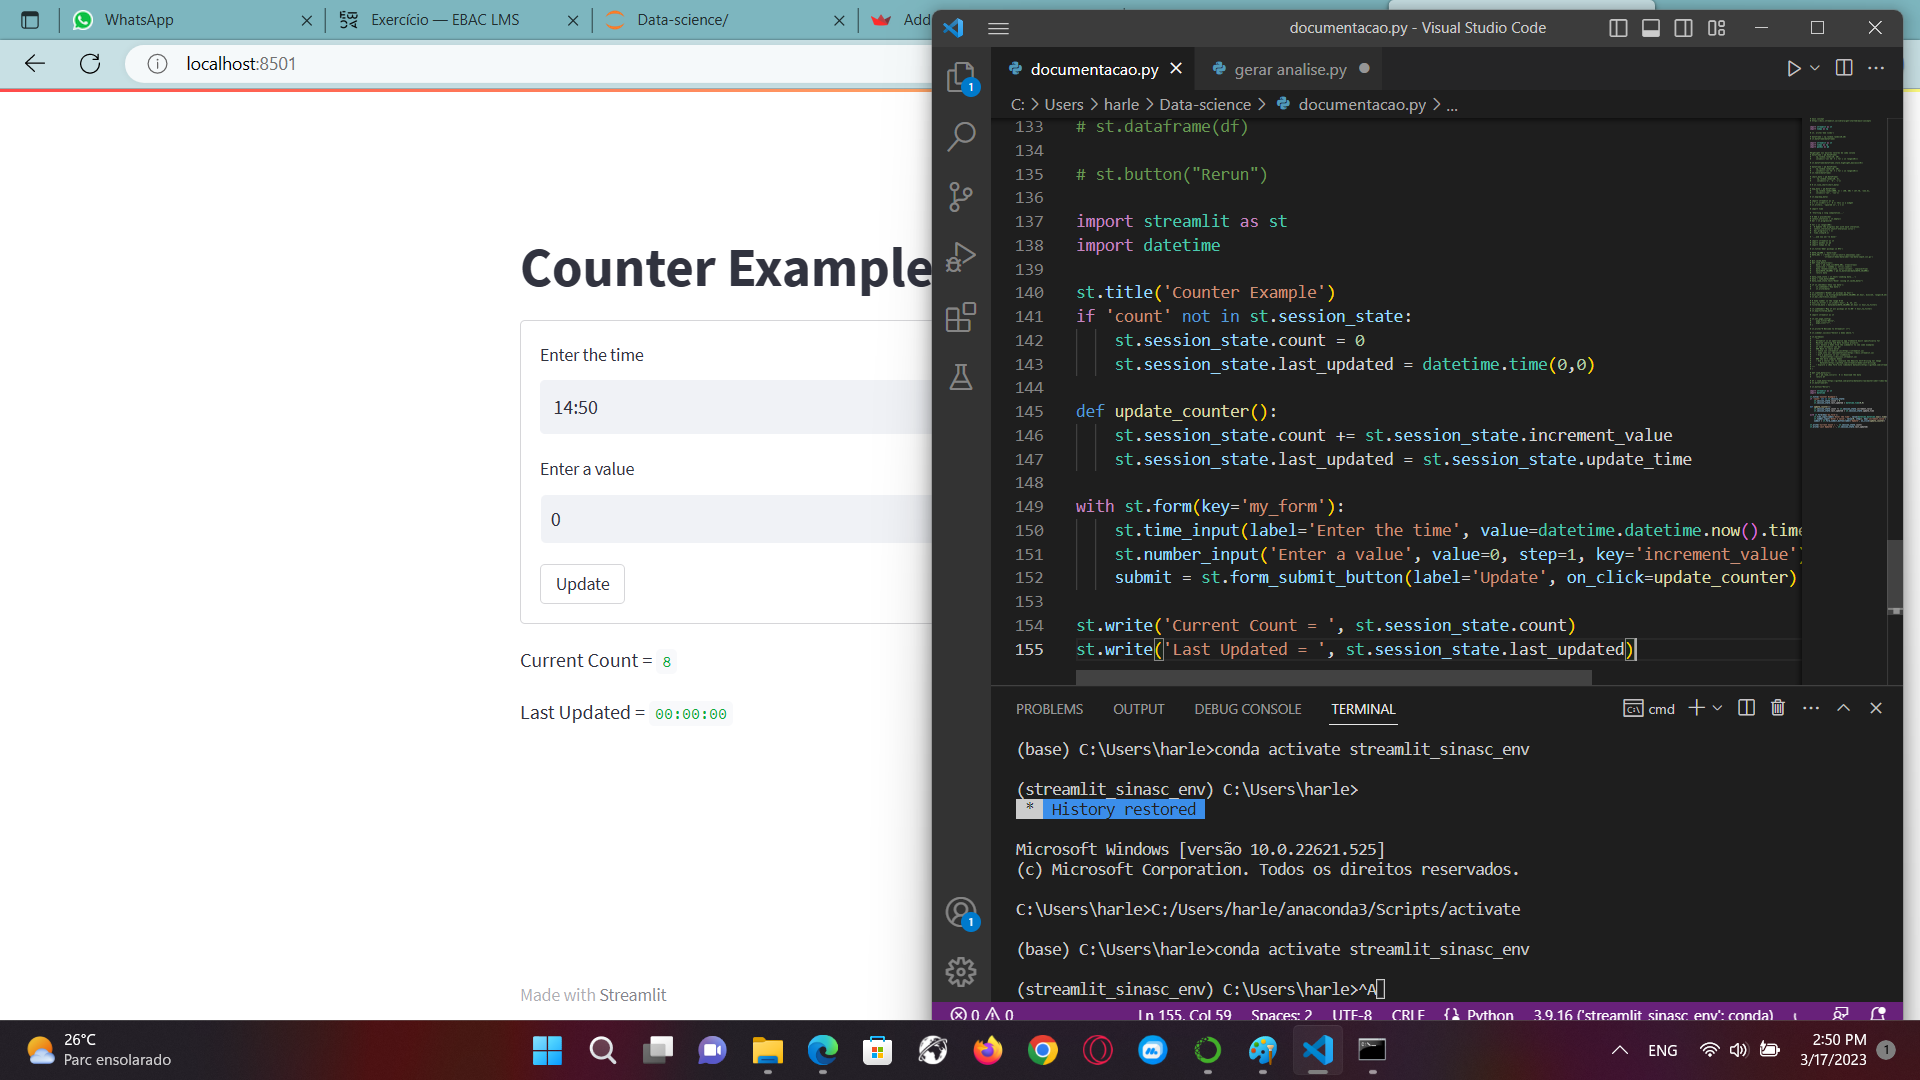 WhatsApp
Exercício — EBAC LMS
Data-science/
Add
localhost:8501
Counter Example
Enter the time
14:50
Enter a value
0
Update
Current Count = 8
Last Updated = 00:00:00
Made with Streamlit
documentacao.py - Visual Studio Code
documentacao.py
gerar analise.py
C: > Users > harle > Data-science > documentacao.py > ...
133 # st.dataframe(df)
134
135 # st.button("Rerun")
136
137 import streamlit as st
138 import datetime
139
140 st.title('Counter Example')
141 if 'count' not in st.session_state:
142 st.session_state.count = 0
143 st.session_state.last_updated = datetime.time(0,0)
144
145 def update_counter():
146 st.session_state.count += st.session_state.increment_value
147 st.session_state.last_updated = st.session_state.update_time
148
149 with st.form(key='my_form'):
150 st.time_input(label='Enter the time', value=datetime.datetime.now().time
151 st.number_input('Enter a value', value=0, step=1, key='increment_value')
152 submit = st.form_submit_button(label='Update', on_click=update_counter)
153
154 st.write('Current Count = ', st.session_state.count)
155 st.write('Last Updated = ', st.session_state.last_updated)
PROBLEMS OUTPUT DEBUG CONSOLE TERMINAL
cmd
(base) C:\Users\harle>conda activate streamlit_sinasc_env
(streamlit_sinasc_env) C:\Users\harle>
* History restored
Microsoft Windows [versão 10.0.22621.525]
(c) Microsoft Corporation. Todos os direitos reservados.
C:\Users\harle>C:/Users/harle/anaconda3/Scripts/activate
(base) C:\Users\harle>conda activate streamlit_sinasc_env
(streamlit_sinasc_env) C:\Users\harle>^A
1
1
0 0 Ln 155, Col 59 Spaces: 2 UTF-8 CRLF Python 3.9.16 ('streamlit_sinasc_env': conda)
26°C
Parc ensolarado
ENG
2:50 PM
3/17/2023
1